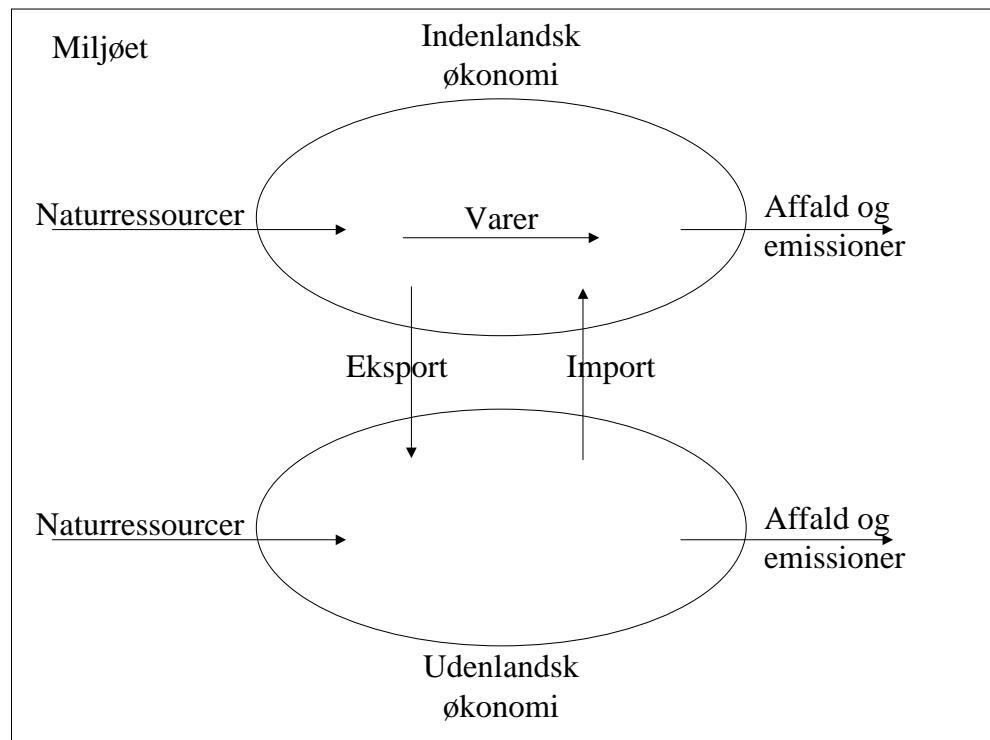 Miljøet
Indenlandsk
økonomi
Naturressourcer
Varer
Affald og
emissioner
Eksport
Import
Naturressourcer
Affald og
emissioner
Udenlandsk
økonomi